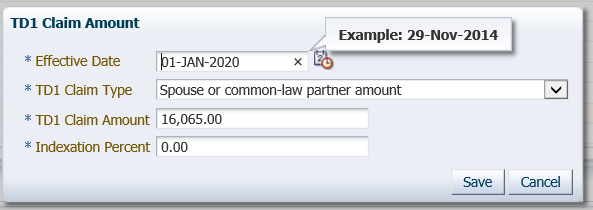 TD1 Claim Amount
Example: 29-Nov-2014
* Effective Date 01-JAN-2020 ×
* TD1 Claim Type Spouse or common-law partner amount
* TD1 Claim Amount 16,065.00
* Indexation Percent 0.00
Save Cancel